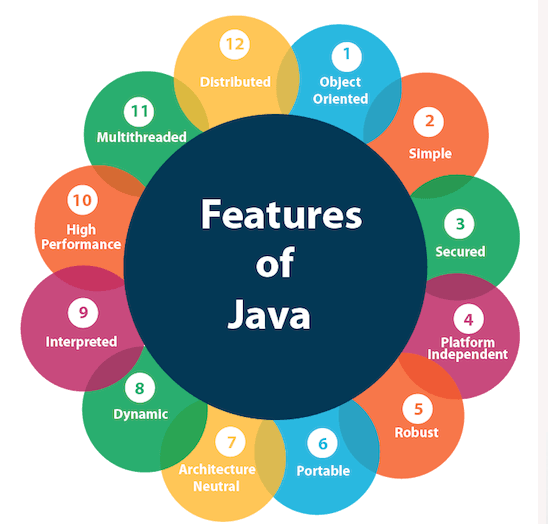 Features
of
Java
1
Object
Oriented
2
Simple
3
Secured
4
Platform
Independent
5
Robust
6
Portable
7
Architecture
Neutral
8
Dynamic
9
Interpreted
10
High
Performance
11
Multithreaded
12
Distributed